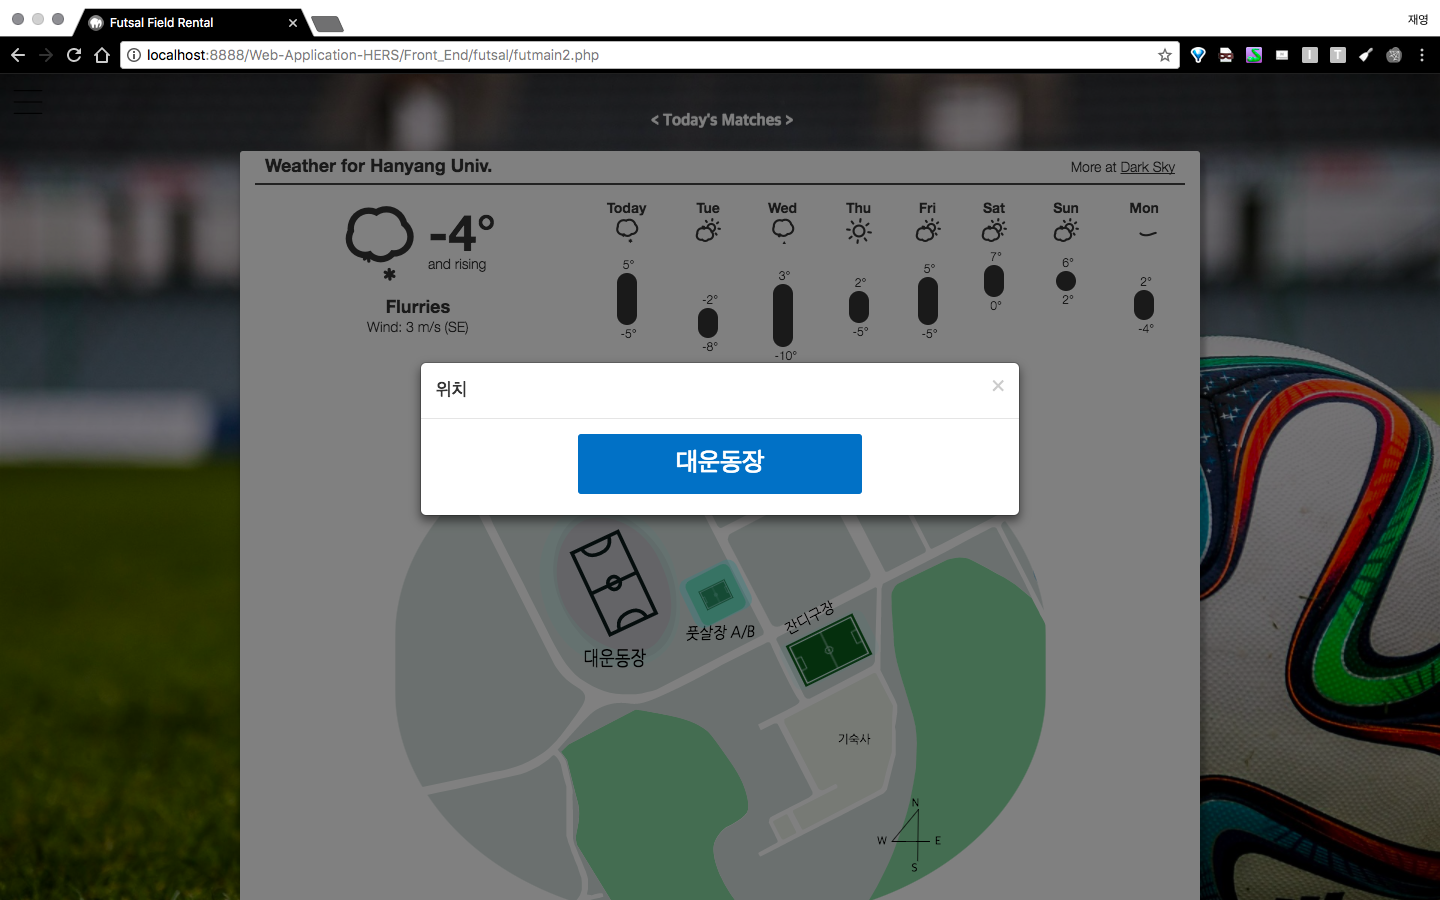 Futsal Field Rental
재영
localhost:8888/Web-Application-HERS/Front_End/futsal/futmain2.php
< Today's Matches >
Weather for Hanyang Univ.
More at Dark Sky
-4°
and rising
Flurries
Wind: 3 m/s (SE)
Today Tue Wed Thu Fri Sat Sun Mon
5° -2° 3° 2° 5° 7° 6° 2°
-5° -8° -10° -5° -5° 0° 2° -4°
위치
×
대운동장
대운동장
풋살장 A/B
잔디구장
기숙사
N
W E
S